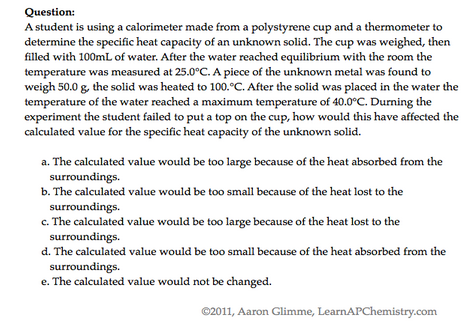 Question:
A student is using a calorimeter made from a polystyrene cup and a thermometer to
determine the specific heat capacity of an unknown solid. The cup was weighed, then
filled with 100mL of water. After the water reached equilibrium with the room the
temperature was measured at 25.0°C. A piece of the unknown metal was found to
weigh 50.0 g, the solid was heated to 100.°C. After the solid was placed in the water the
temperature of the water reached a maximum temperature of 40.0°C. Durning the
experiment the student failed to put a top on the cup, how would this have affected the
calculated value for the specific heat capacity of the unknown solid.
a. The calculated value would be too large because of the heat absorbed from the
surroundings.
b. The calculated value would be too small because of the heat lost to the
surroundings.
c. The calculated value would be too large because of the heat lost to the
surroundings.
d. The calculated value would be too small because of the heat absorbed from the
surroundings.
e. The calculated value would not be changed.
©2011, Aaron Glimme, LearnAPChemistry.com